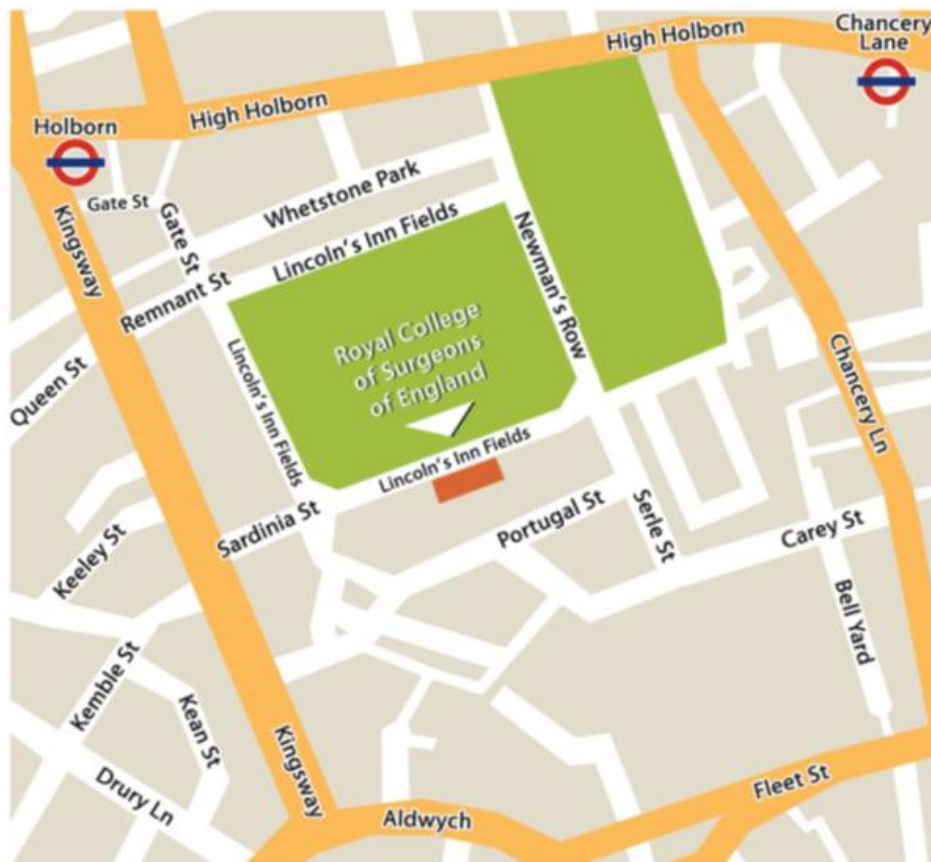 Chancery
Lane
High Holborn
High Holborn
Holborn
Gate St
Gate St
Whetstone Park
Lincoln's Inn Fields
Kingsway
Remnant St
Newman's Row
Queen St
Lincoln's Inn Fields
Royal College
of Surgeons
of England
Chancery Ln
Lincoln's Inn Fields
Sardinia St
Portugal St
Serle St
Carey St
Keeley St
Bell Yard
Kemble St
Kean St
Kingsway
Drury Ln
Aldwych
Fleet St